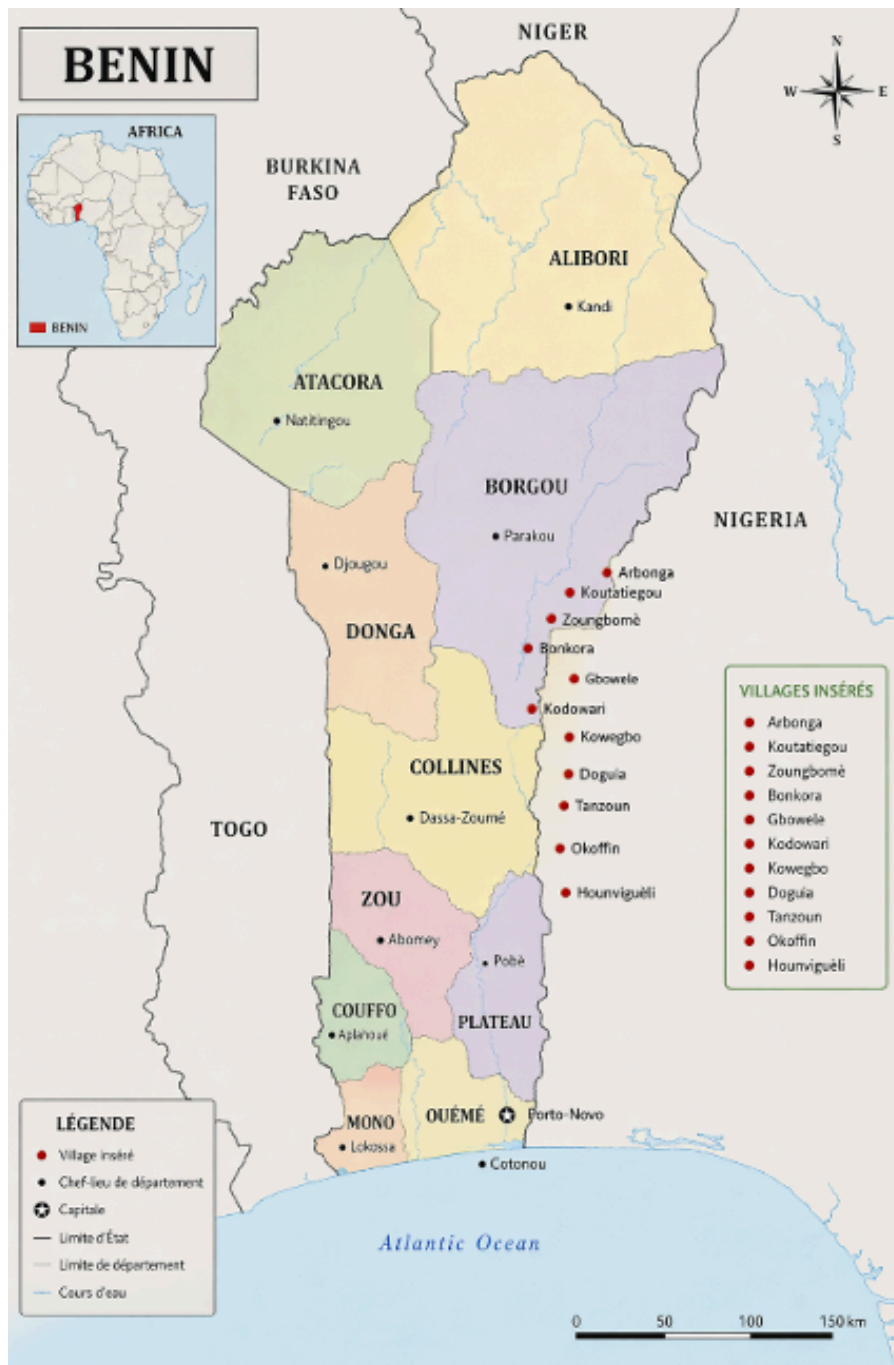 BENIN
NIGER
N
W
E
S
AFRICA
BENIN
BURKINA
FASO
ALIBORI
Kandi
ATACORA
Natitingou
BORGOU
Parakou
NIGERIA
Djougou
DONGA
Arbonga
Koutatiegou
Zoungbomè
Bonkora
Gbowele
Kodowari
Kowegbo
Doguia
Tanzoun
Okoffin
Hounviguèli
COLLINES
Dassa-Zoumé
TOGO
ZOU
Abomey
Pobè
COUFFO
Aplahoué
PLATEAU
MONO
Lokossa
OUÉMÉ
Porto-Novo
Cotonou
Atlantic Ocean
VILLAGES INSÉRÉS
Arbonga
Koutatiegou
Zoungbomè
Bonkora
Gbowele
Kodowari
Kowegbo
Doguia
Tanzoun
Okoffin
Hounviguèli
LÉGENDE
Village inséré
Chef-lieu de département
Capitale
Limite d'État
Limite de département
Cours d'eau
0 50 100 150 km